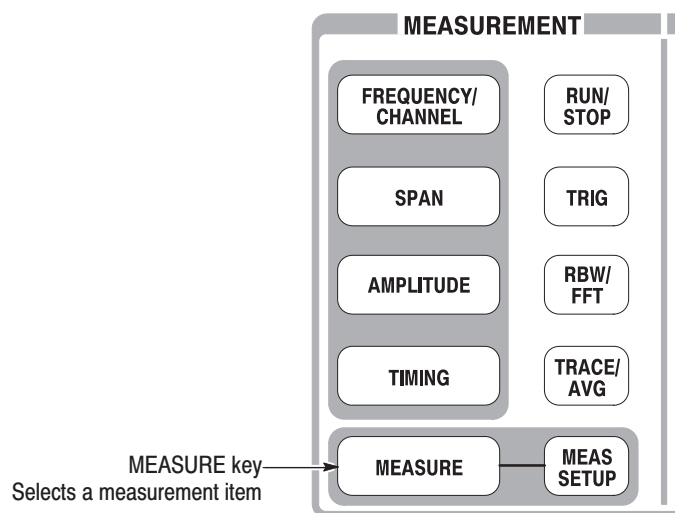 MEASUREMENT
FREQUENCY/
CHANNEL
RUN/
STOP
SPAN
TRIG
AMPLITUDE
RBW/
FFT
TIMING
TRACE/
AVG
MEASURE key
Selects a measurement item
MEASURE
MEAS
SETUP